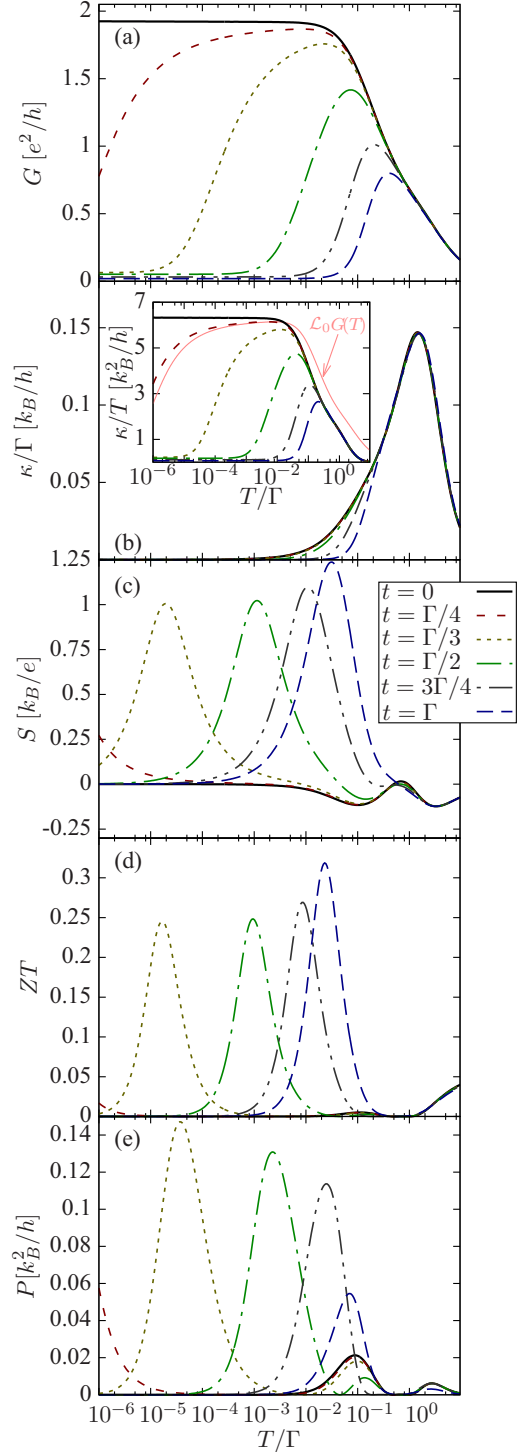 (a)
G [e²/h]
2
1.5
1
0.5
0
κ/Γ [k_B/h]
0.15
0.1
0.05
κ/T [k_B²/h]
7
5
3
1
ℒ₀G(T)
10⁻⁶ 10⁻⁴ 10⁻² 10⁰
T/Γ
(b)
1.25
(c)
S [k_B/e]
1
0.75
0.5
0.25
0
-0.25
t = 0
t = Γ/4
t = Γ/3
t = Γ/2
t = 3Γ/4
t = Γ
(d)
ZT
0.3
0.25
0.2
0.15
0.1
0.05
0
(e)
P[k_B²/h]
0.14
0.12
0.1
0.08
0.06
0.04
0.02
0
10⁻⁶ 10⁻⁵ 10⁻⁴ 10⁻³ 10⁻² 10⁻¹ 10⁰
T/Γ